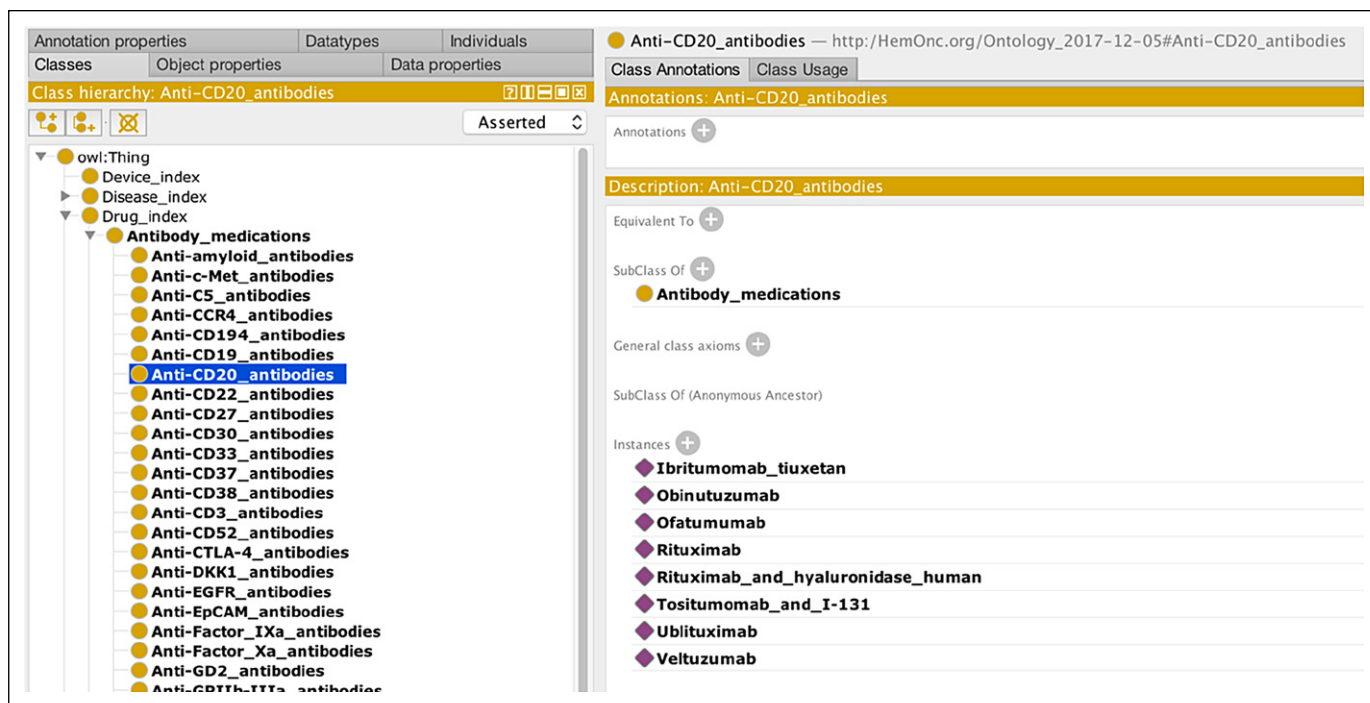 Annotation properties
Datatypes
Individuals
Classes
Object properties
Data properties
Class hierarchy: Anti-CD20_antibodies
Asserted
owl:Thing
Device_index
Disease_index
Drug_index
Antibody_medications
Anti-amyloid_antibodies
Anti-c-Met_antibodies
Anti-C5_antibodies
Anti-CCR4_antibodies
Anti-CD194_antibodies
Anti-CD19_antibodies
Anti-CD20_antibodies
Anti-CD22_antibodies
Anti-CD27_antibodies
Anti-CD30_antibodies
Anti-CD33_antibodies
Anti-CD37_antibodies
Anti-CD38_antibodies
Anti-CD3_antibodies
Anti-CD52_antibodies
Anti-CTLA-4_antibodies
Anti-DKK1_antibodies
Anti-EGFR_antibodies
Anti-EpCAM_antibodies
Anti-Factor_IXa_antibodies
Anti-Factor_Xa_antibodies
Anti-GD2_antibodies
Anti-GPIIb-IIIa_antibodies
Anti-CD20_antibodies — http:/HemOnc.org/Ontology_2017-12-05#Anti-CD20_antibodies
Class Annotations
Class Usage
Annotations: Anti-CD20_antibodies
Annotations
Description: Anti-CD20_antibodies
Equivalent To
SubClass Of
Antibody_medications
General class axioms
SubClass Of (Anonymous Ancestor)
Instances
Ibritumomab_tiuxetan
Obinutuzumab
Ofatumumab
Rituximab
Rituximab_and_hyaluronidase_human
Tositumomab_and_I-131
Ublituximab
Veltuzumab